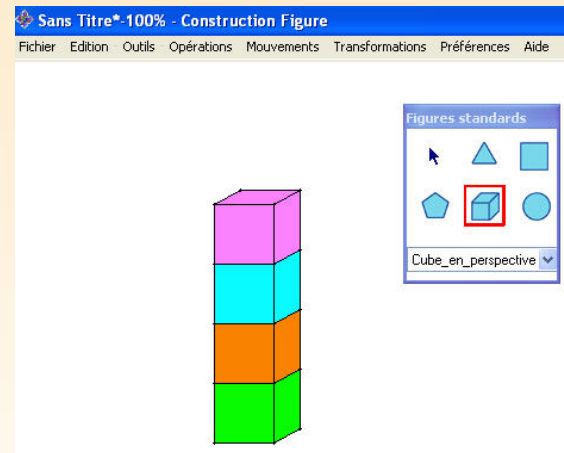 Sans Titre*-100% - Construction Figure
Fichier Edition Outils Opérations Mouvements Transformations Préférences Aide
Figures standards
Cube_en_perspective